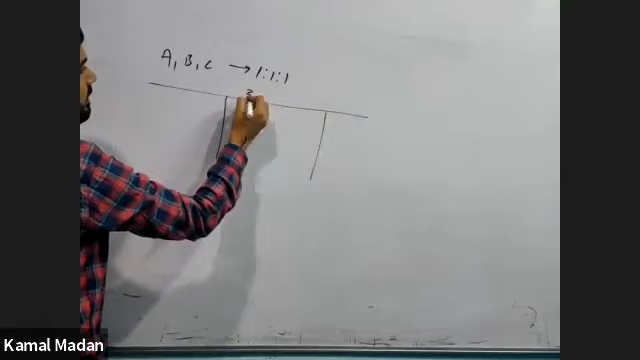 A, B, C → 1:1:1
Kamal Madan